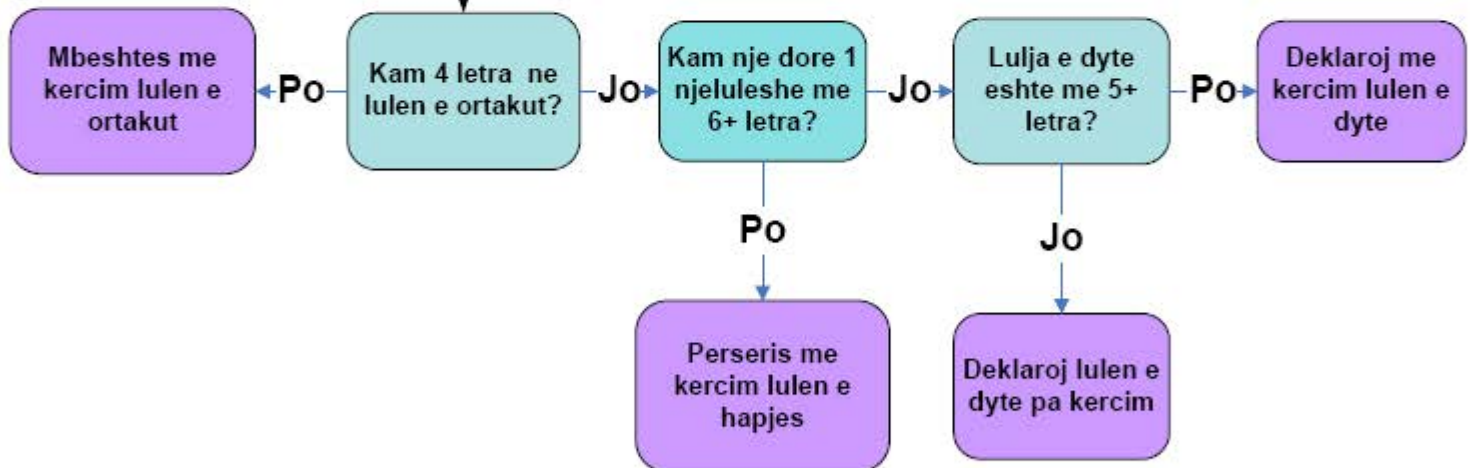 Mbeshtes me
kercim lulen e
ortakut
Po
Kam 4 letra ne
lulen e ortakut?
Jo
Kam nje dore 1
njeluleshe me
6+ letra?
Jo
Lulja e dyte
eshte me 5+
letra?
Po
Deklaroj me
kercim lulen e
dyte
Po
Jo
Perseris me
kercim lulen e
hapjes
Deklaroj lulen e
dyte pa kercim